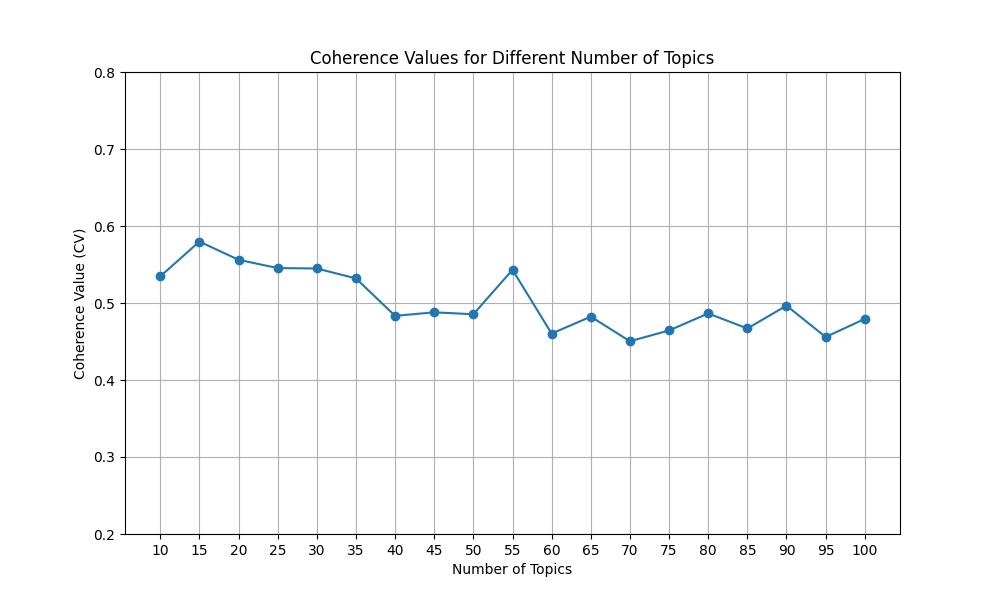 Coherence Values for Different Number of Topics
0.8
0.7
0.6
0.5
0.4
0.3
0.2
Coherence Value (CV)
10 15 20 25 30 35 40 45 50 55 60 65 70 75 80 85 90 95 100
Number of Topics